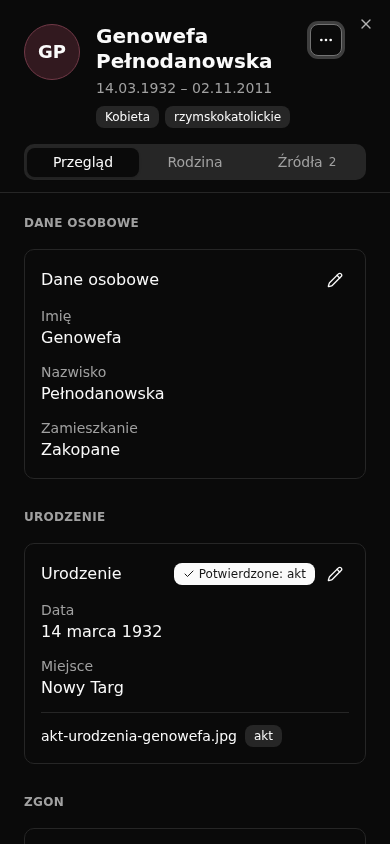 GP
Genowefa
Pełnodanowska
14.03.1932 – 02.11.2011
Kobieta
rzymskokatolickie
Przegląd
Rodzina
Źródła 2
DANE OSOBOWE
Dane osobowe
Imię
Genowefa
Nazwisko
Pełnodanowska
Zamieszkanie
Zakopane
URODZENIE
Urodzenie
Potwierdzone: akt
Data
14 marca 1932
Miejsce
Nowy Targ
akt-urodzenia-genowefa.jpg akt
ZGON